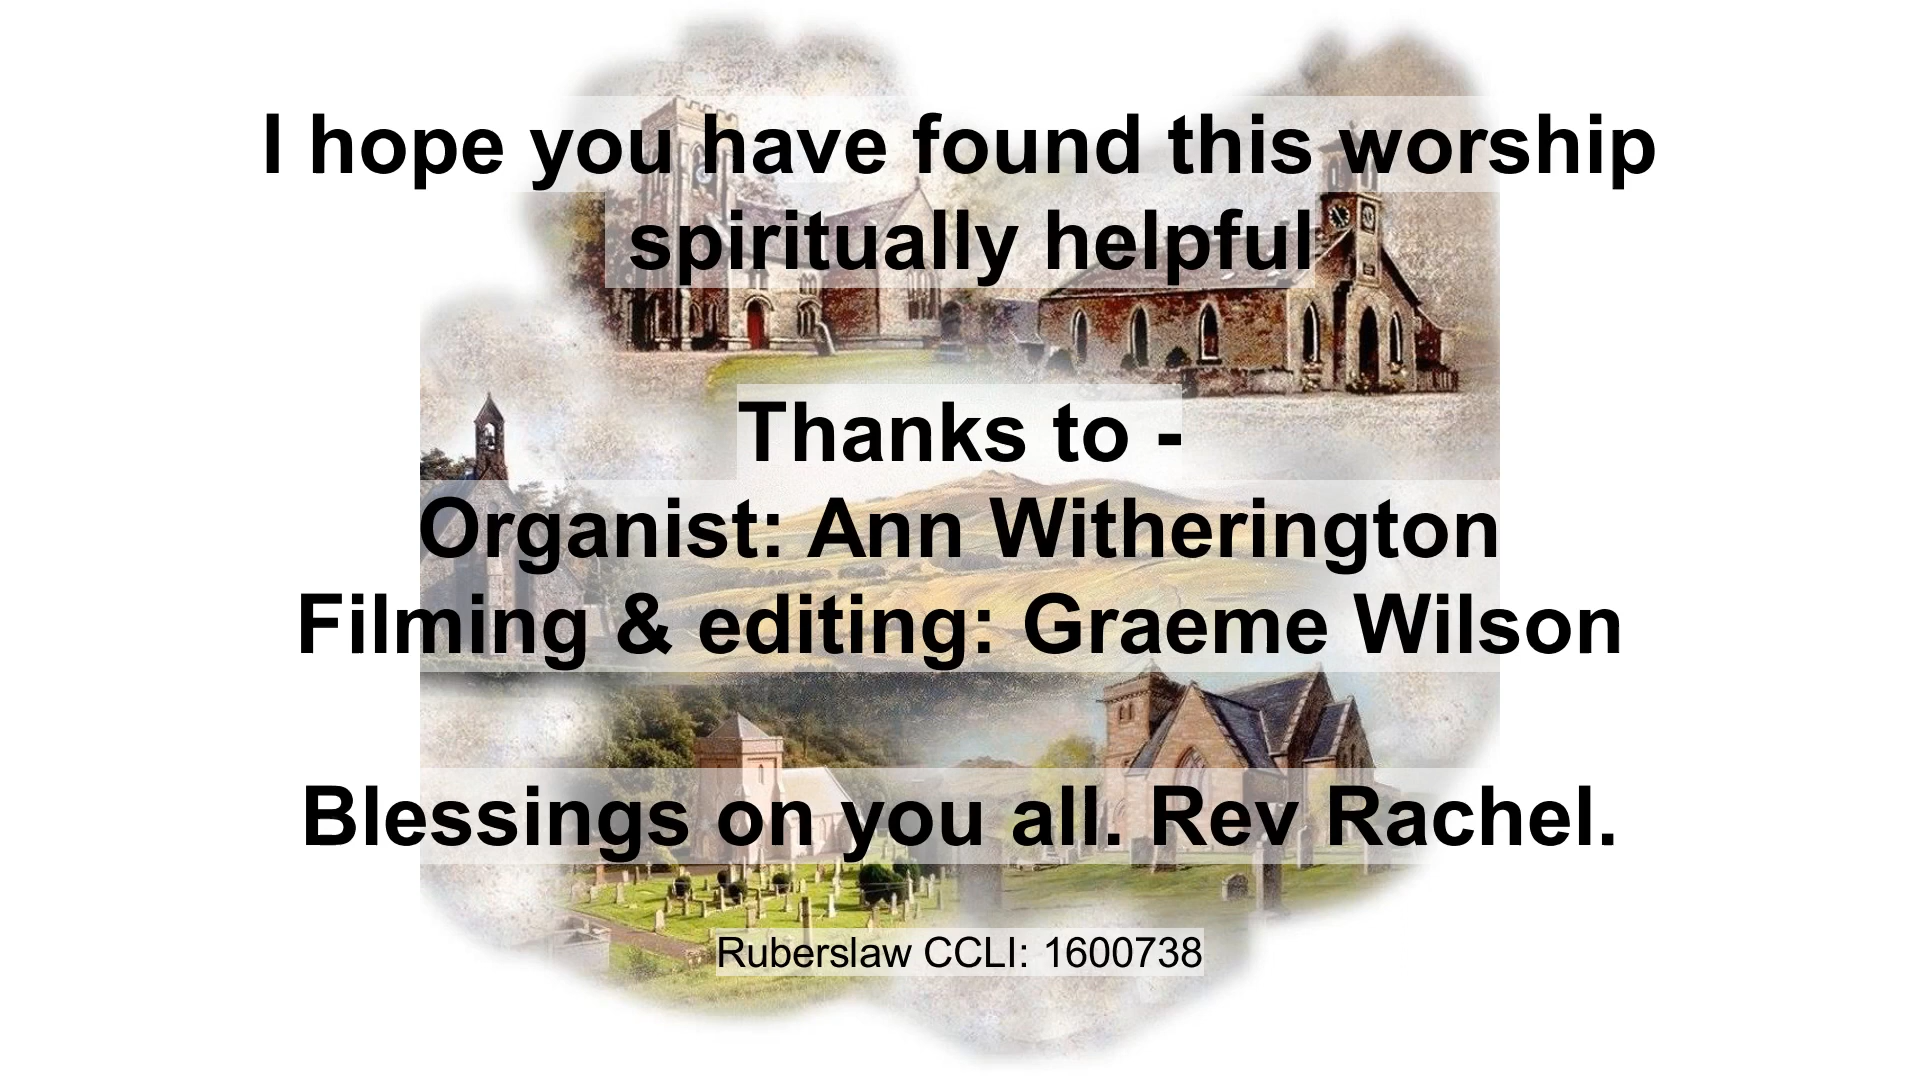 I hope you have found this worship
spiritually helpful
Thanks to -
Organist: Ann Witherington
Filming & editing: Graeme Wilson
Blessings on you all. Rev Rachel.
Ruberslaw CCLI: 1600738